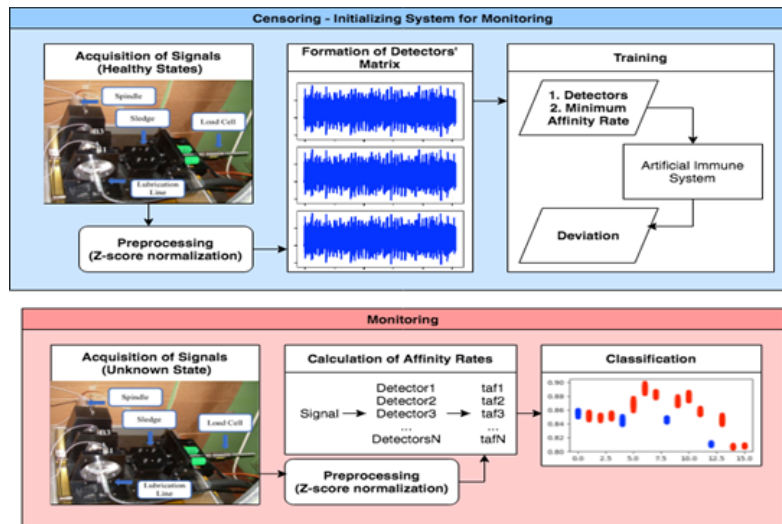 Censoring - Initializing System for Monitoring
Acquisition of Signals
(Healthy States)
Spindle
Sledge
Load Cell
Lubrication
Line
Preprocessing
(Z-score normalization)
Formation of Detectors'
Matrix
Training
1. Detectors
2. Minimum
Affinity Rate
Artificial Immune
System
Deviation
Monitoring
Acquisition of Signals
(Unknown State)
Spindle
Sledge
Load Cell
Lubrication
Line
Calculation of Affinity Rates
Signal
Detector1
Detector2
Detector3
...
DetectorsN
taf1
taf2
taf3
...
tafN
Preprocessing
(Z-score normalization)
Classification
0.90
0.88
0.86
0.84
0.82
0.80
0.0 2.5 5.0 7.5 10.0 12.5 15.0